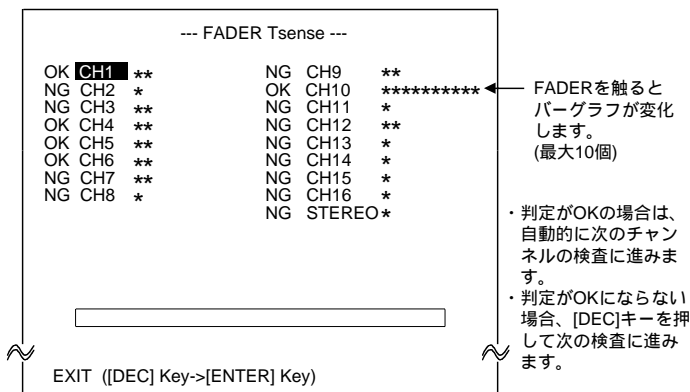 --- FADER Tsense ---
OK CH1 **
NG CH2 *
NG CH3 **
OK CH4 **
OK CH5 **
OK CH6 **
NG CH7 **
NG CH8 *
NG CH9 **
OK CH10 **********
NG CH11 *
NG CH12 **
NG CH13 *
NG CH14 *
NG CH15 *
NG CH16 *
NG STEREO *
EXIT ([DEC] Key->[ENTER] Key)
FADERを触ると
バーグラフが変化
します。
(最大10個)
・判定がOKの場合は、
自動的に次のチャン
ネルの検査に進みま
す。
・判定がOKにならない
場合、[DEC]キーを押
して次の検査に進み
ます。